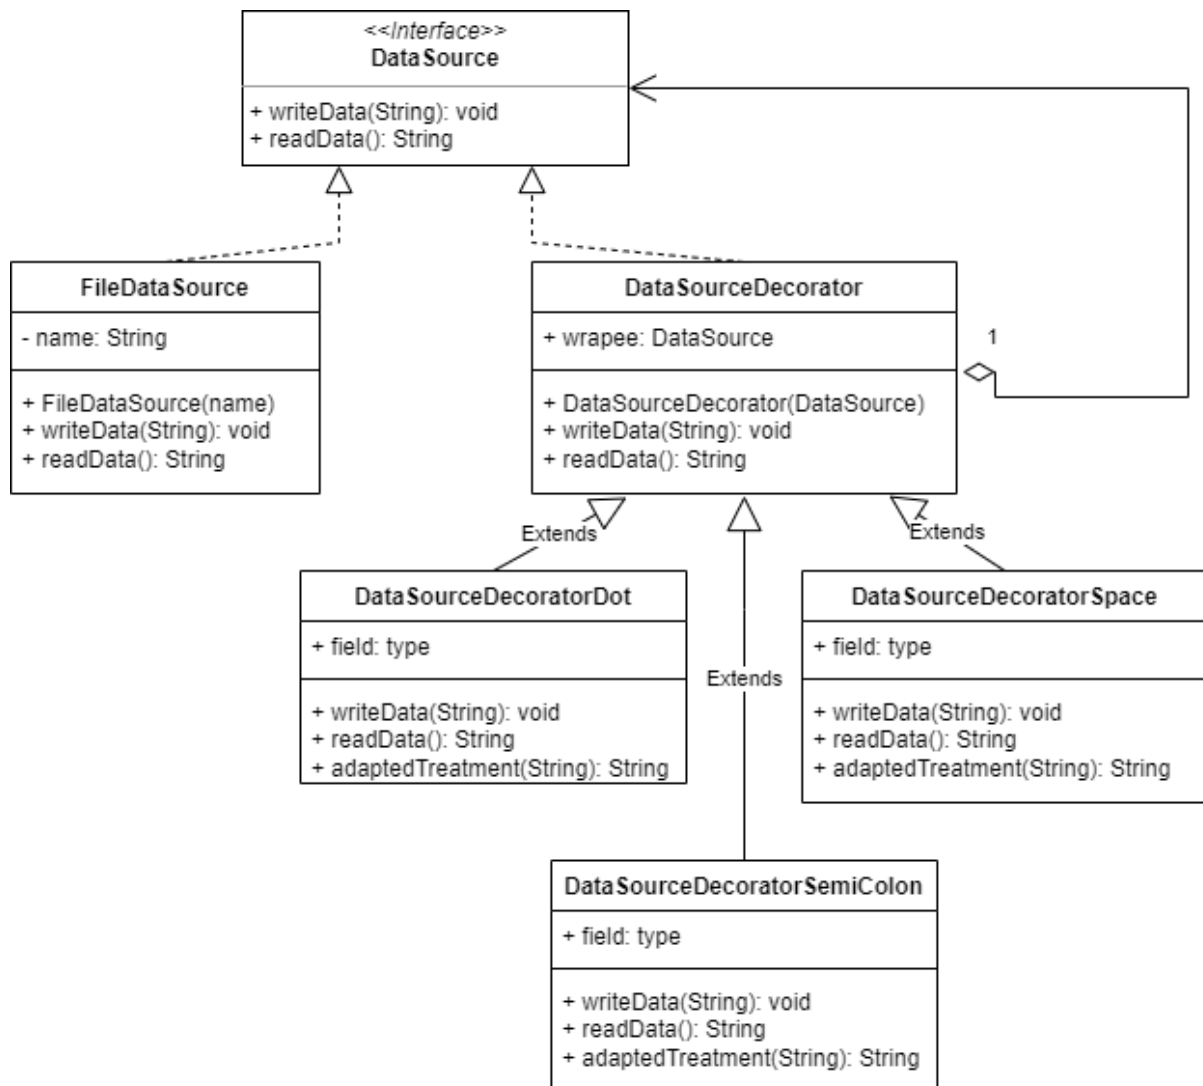 <<Interface>>
DataSource
+ writeData(String): void
+ readData(): String
FileDataSource
- name: String
+ FileDataSource(name)
+ writeData(String): void
+ readData(): String
DataSourceDecorator
+ wrapee: DataSource
+ DataSourceDecorator(DataSource)
+ writeData(String): void
+ readData(): String
1
Extends
Extends
Extends
DataSourceDecoratorDot
+ field: type
+ writeData(String): void
+ readData(): String
+ adaptedTreatment(String): String
DataSourceDecoratorSpace
+ field: type
+ writeData(String): void
+ readData(): String
+ adaptedTreatment(String): String
DataSourceDecoratorSemiColon
+ field: type
+ writeData(String): void
+ readData(): String
+ adaptedTreatment(String): String